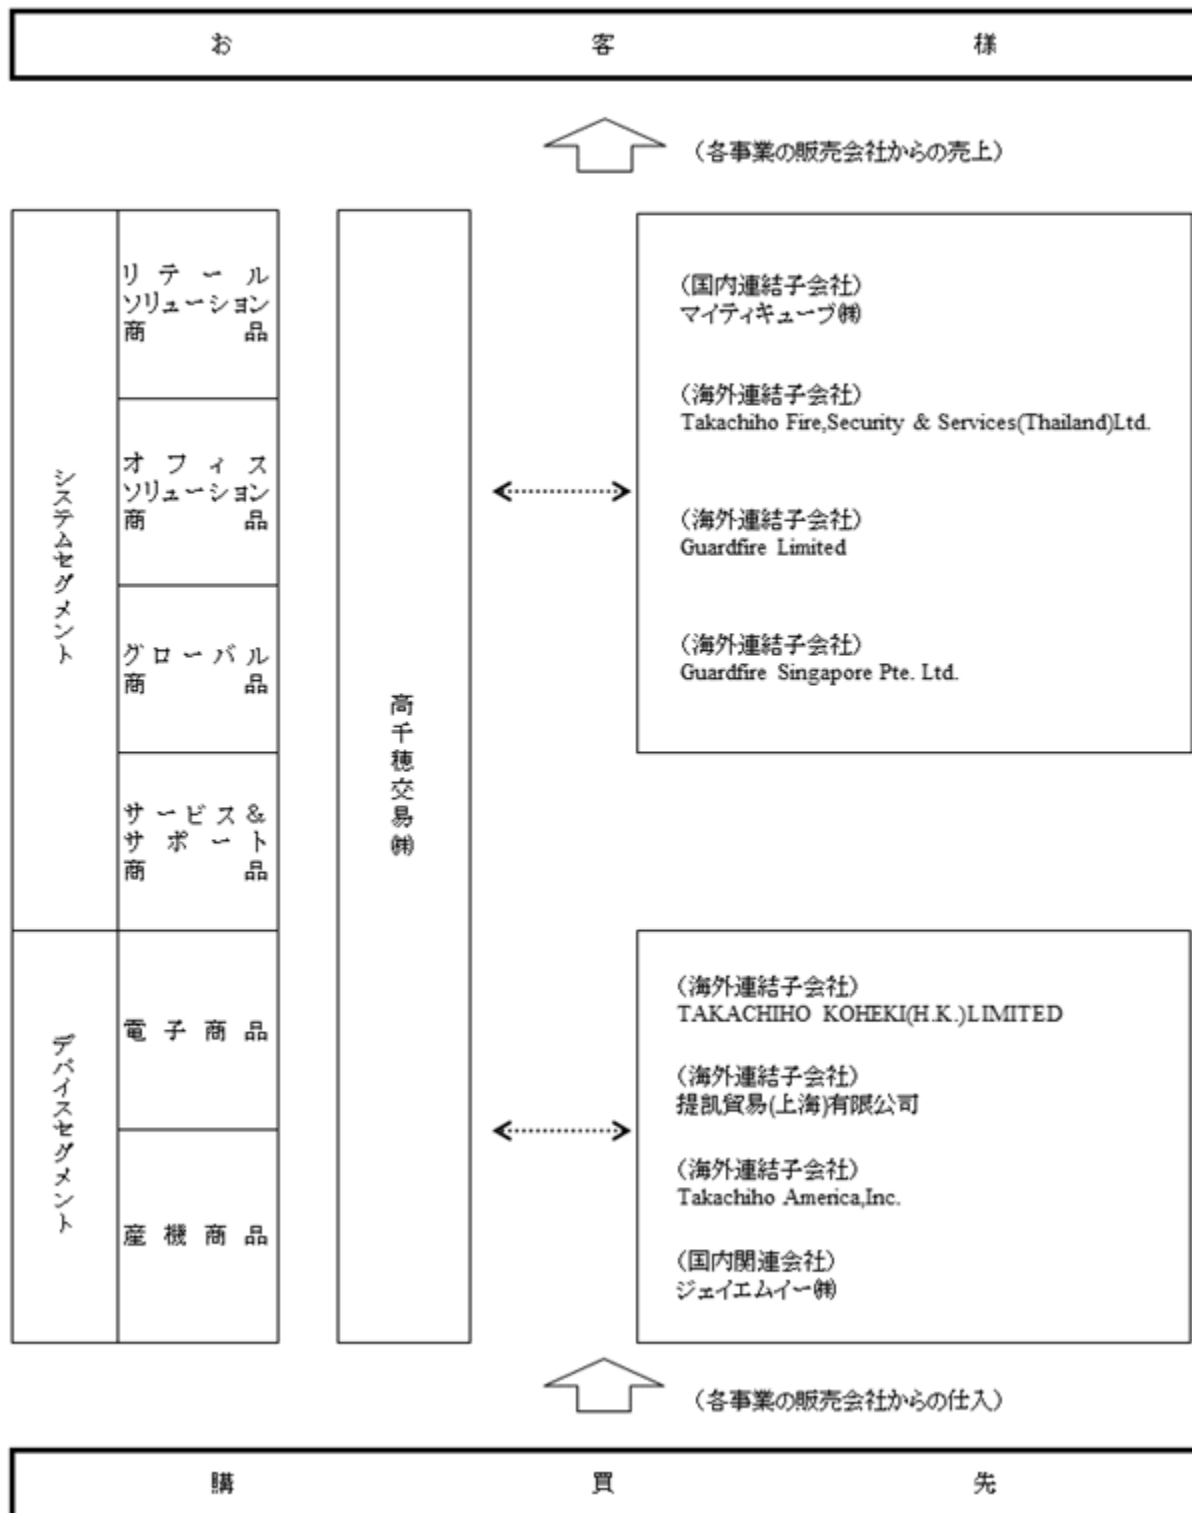 お客様
（各事業の販売会社からの売上）
システムセグメント
リテール
ソリューション
商品
オフィス
ソリューション
商品
グローバル
商品
サービス＆
サポート
商品
デバイスセグメント
電子商品
産機商品
高千穂交易㈱
（国内連結子会社）
マイティキューブ㈱
（海外連結子会社）
Takachiho Fire,Security & Services(Thailand)Ltd.
（海外連結子会社）
Guardfire Limited
（海外連結子会社）
Guardfire Singapore Pte. Ltd.
（海外連結子会社）
TAKACHIHO KOHEKI(H.K.)LIMITED
（海外連結子会社）
提凱貿易(上海)有限公司
（海外連結子会社）
Takachiho America,Inc.
（国内関連会社）
ジェイエムイー㈱
（各事業の販売会社からの仕入）
購買先